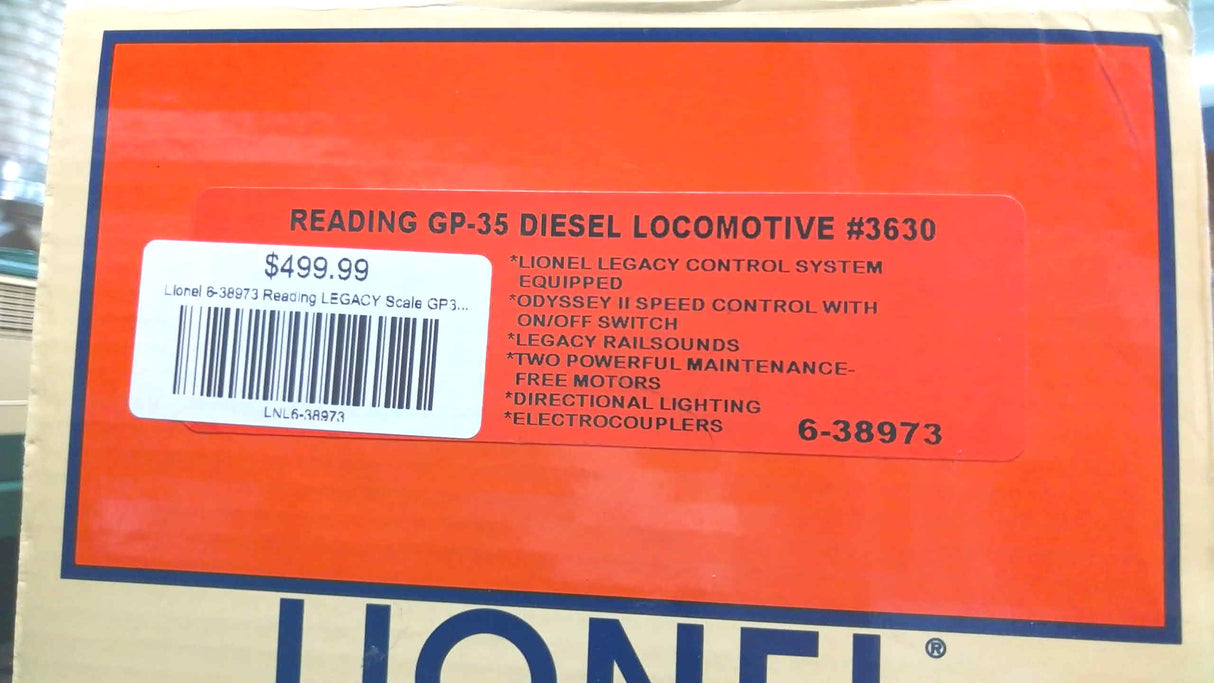 READING GP-35 DIESEL LOCOMOTIVE #3630
$499.99
Lionel 6-38973 Reading LEGACY Scale GP3...
LNL6-38973
*LIONEL LEGACY CONTROL SYSTEM
EQUIPPED
*ODYSSEY II SPEED CONTROL WITH
ON/OFF SWITCH
*LEGACY RAILSOUNDS
*TWO POWERFUL MAINTENANCE-
FREE MOTORS
*DIRECTIONAL LIGHTING
*ELECTROCOUPLERS
6-38973
LIONEL®